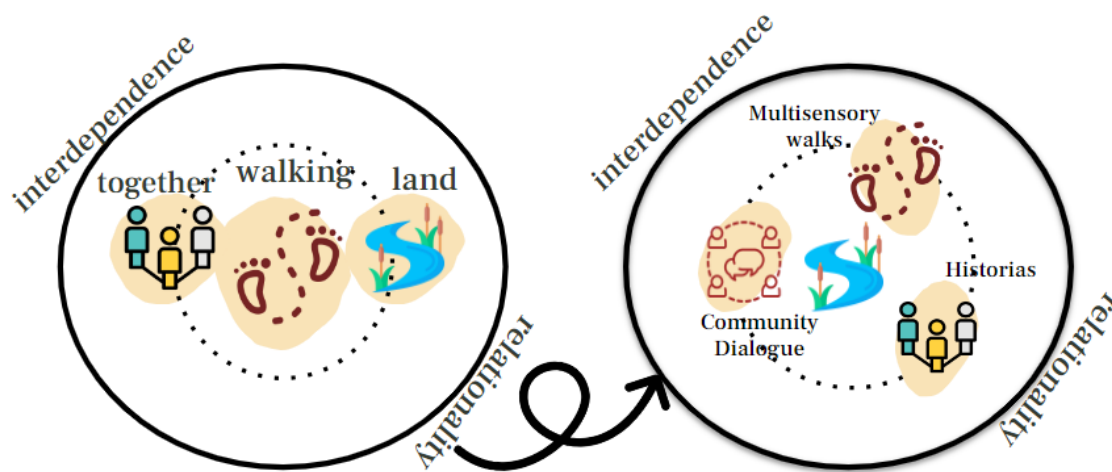 interdependence
together
walking
land
relationality
interdependence
Multisensory
walks
Historias
Community
Dialogue
relationality